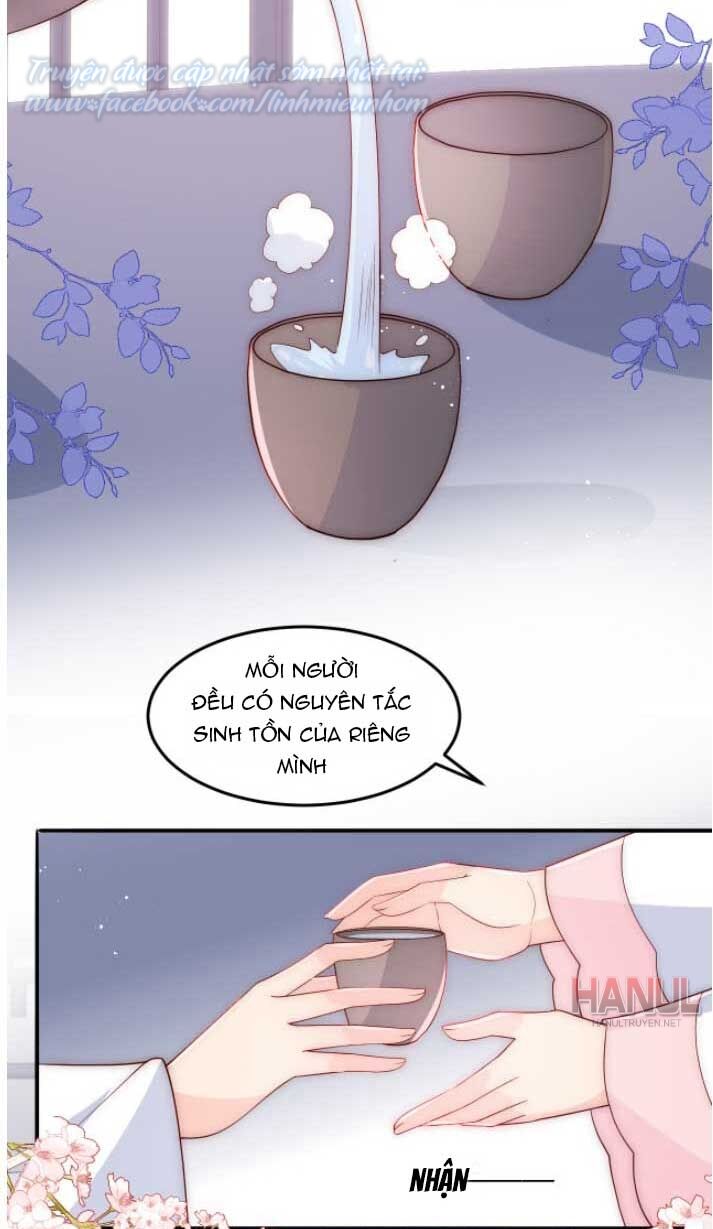 Truyện được cập nhật sớm nhất tại:
www.facebook.com/linhmieunhom
MỖI NGƯỜI
ĐỀU CÓ NGUYÊN TẮC
SINH TỒN CỦA RIÊNG
MÌNH
HANUL
HANULTRUYEN.NET
NHẬN